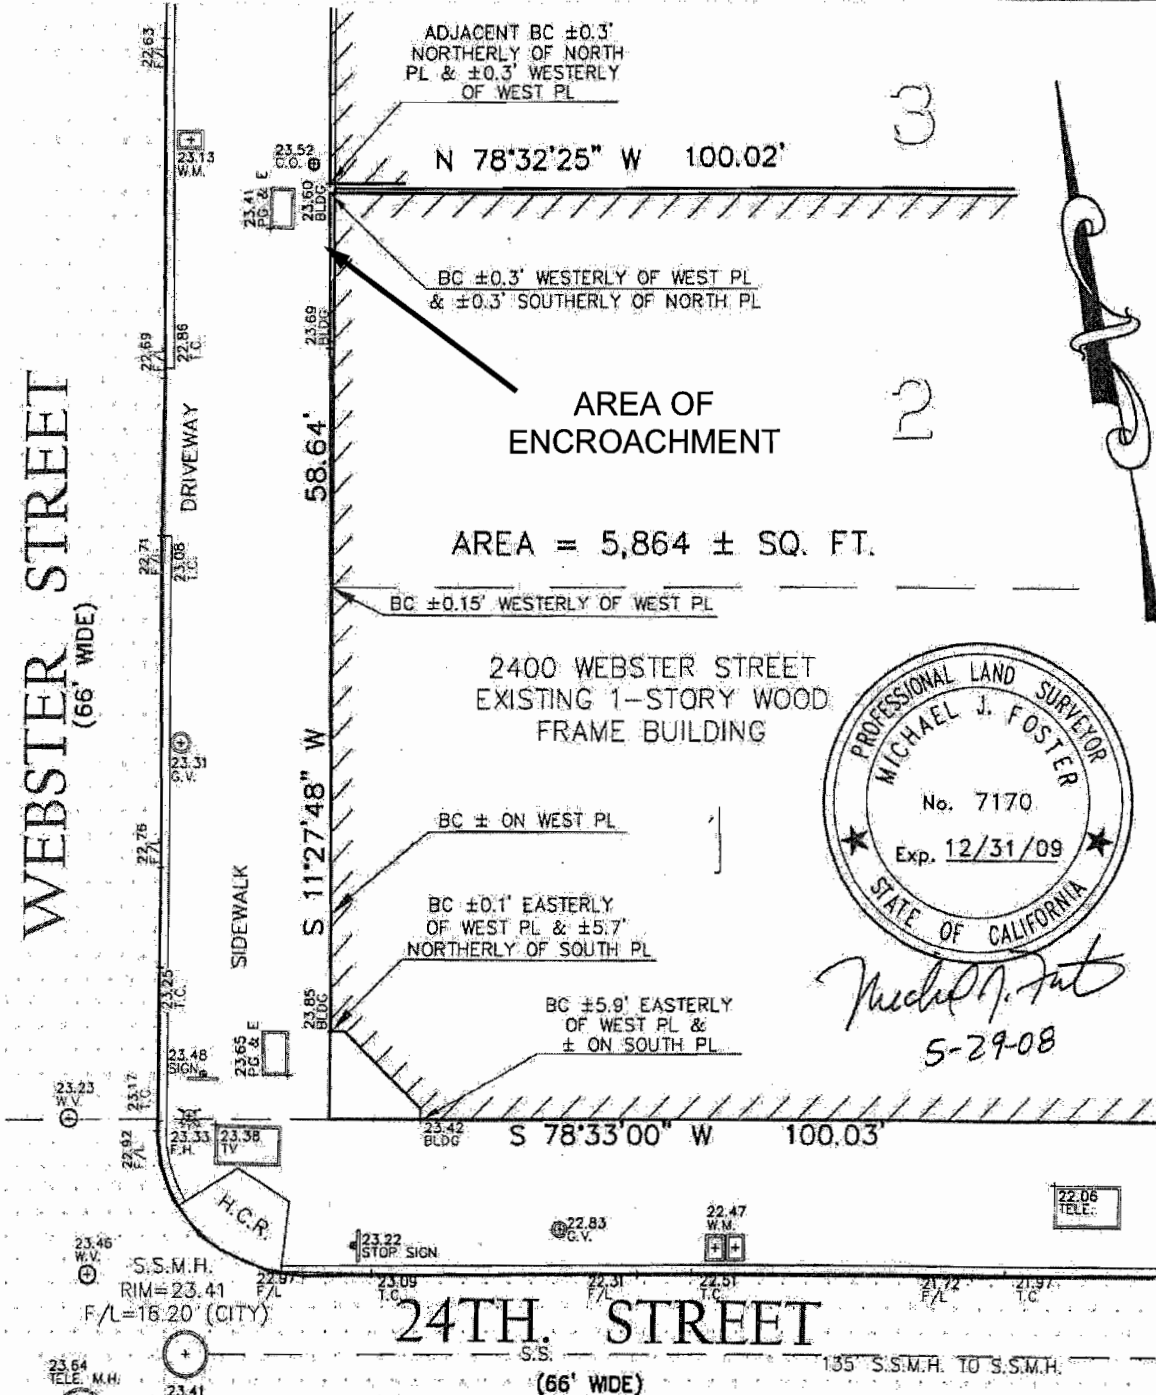 22.63
F/L
ADJACENT BC ±0.3'
NORTHERLY OF NORTH
PL & ±0.3' WESTERLY
OF WEST PL
3
23.13
W.M.
23.52
C.O.
N 78°32'25" W 100.02'
23.41
PG & E
23.60
BLDG
BC ±0.3' WESTERLY OF WEST PL
& ±0.3' SOUTHERLY OF NORTH PL
23.69
BLDG
22.69
F/L
22.86
T.C.
AREA OF
ENCROACHMENT
2
DRIVEWAY
58.64'
WEBSTER STREET
(66' WIDE)
AREA = 5,864 ± SQ. FT.
22.71
F/L
23.08
T.C.
BC ±0.15' WESTERLY OF WEST PL
2400 WEBSTER STREET
EXISTING 1-STORY WOOD
FRAME BUILDING
PROFESSIONAL LAND SURVEYOR
MICHAEL J. FOSTER
No. 7170
Exp. 12/31/09
STATE OF CALIFORNIA
23.31
G.V.
S 11°27'48" W
BC ± ON WEST PL
1
22.76
F/L
SIDEWALK
BC ±0.1' EASTERLY
OF WEST PL & ±5.7'
NORTHERLY OF SOUTH PL
23.25
T.C.
23.85
BLDG
BC ±5.9' EASTERLY
OF WEST PL &
± ON SOUTH PL
5-29-08
23.48
SIGN
23.65
PG & E
23.23
W.V.
23.17
T.C.
22.92
F/L
23.33
F.H.
23.38
TV
23.42
BLDG
S 78°33'00" W 100.03'
H.C.R.
22.06
TELE.
22.47
W.M.
22.83
G.V.
23.22
STOP SIGN
23.46
W.V.
S.S.M.H.
RIM=23.41
F/L=16.20' (CITY)
22.97
F/L
23.09
T.C.
22.31
F/L
22.51
T.C.
21.72
F/L
21.97
T.C.
24TH. STREET
S.S.
135' S.S.M.H. TO S.S.M.H.
(66' WIDE)
23.64
TELE. M.H.
23.41